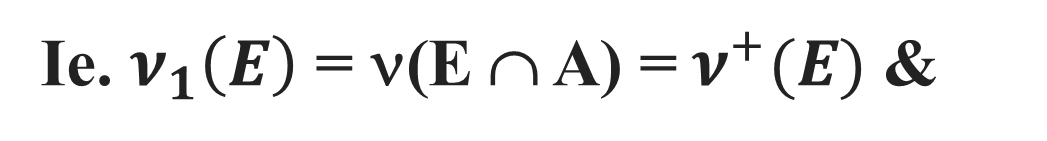 Ie. ν₁(E) = ν(E ∩ A) = ν⁺(E) &